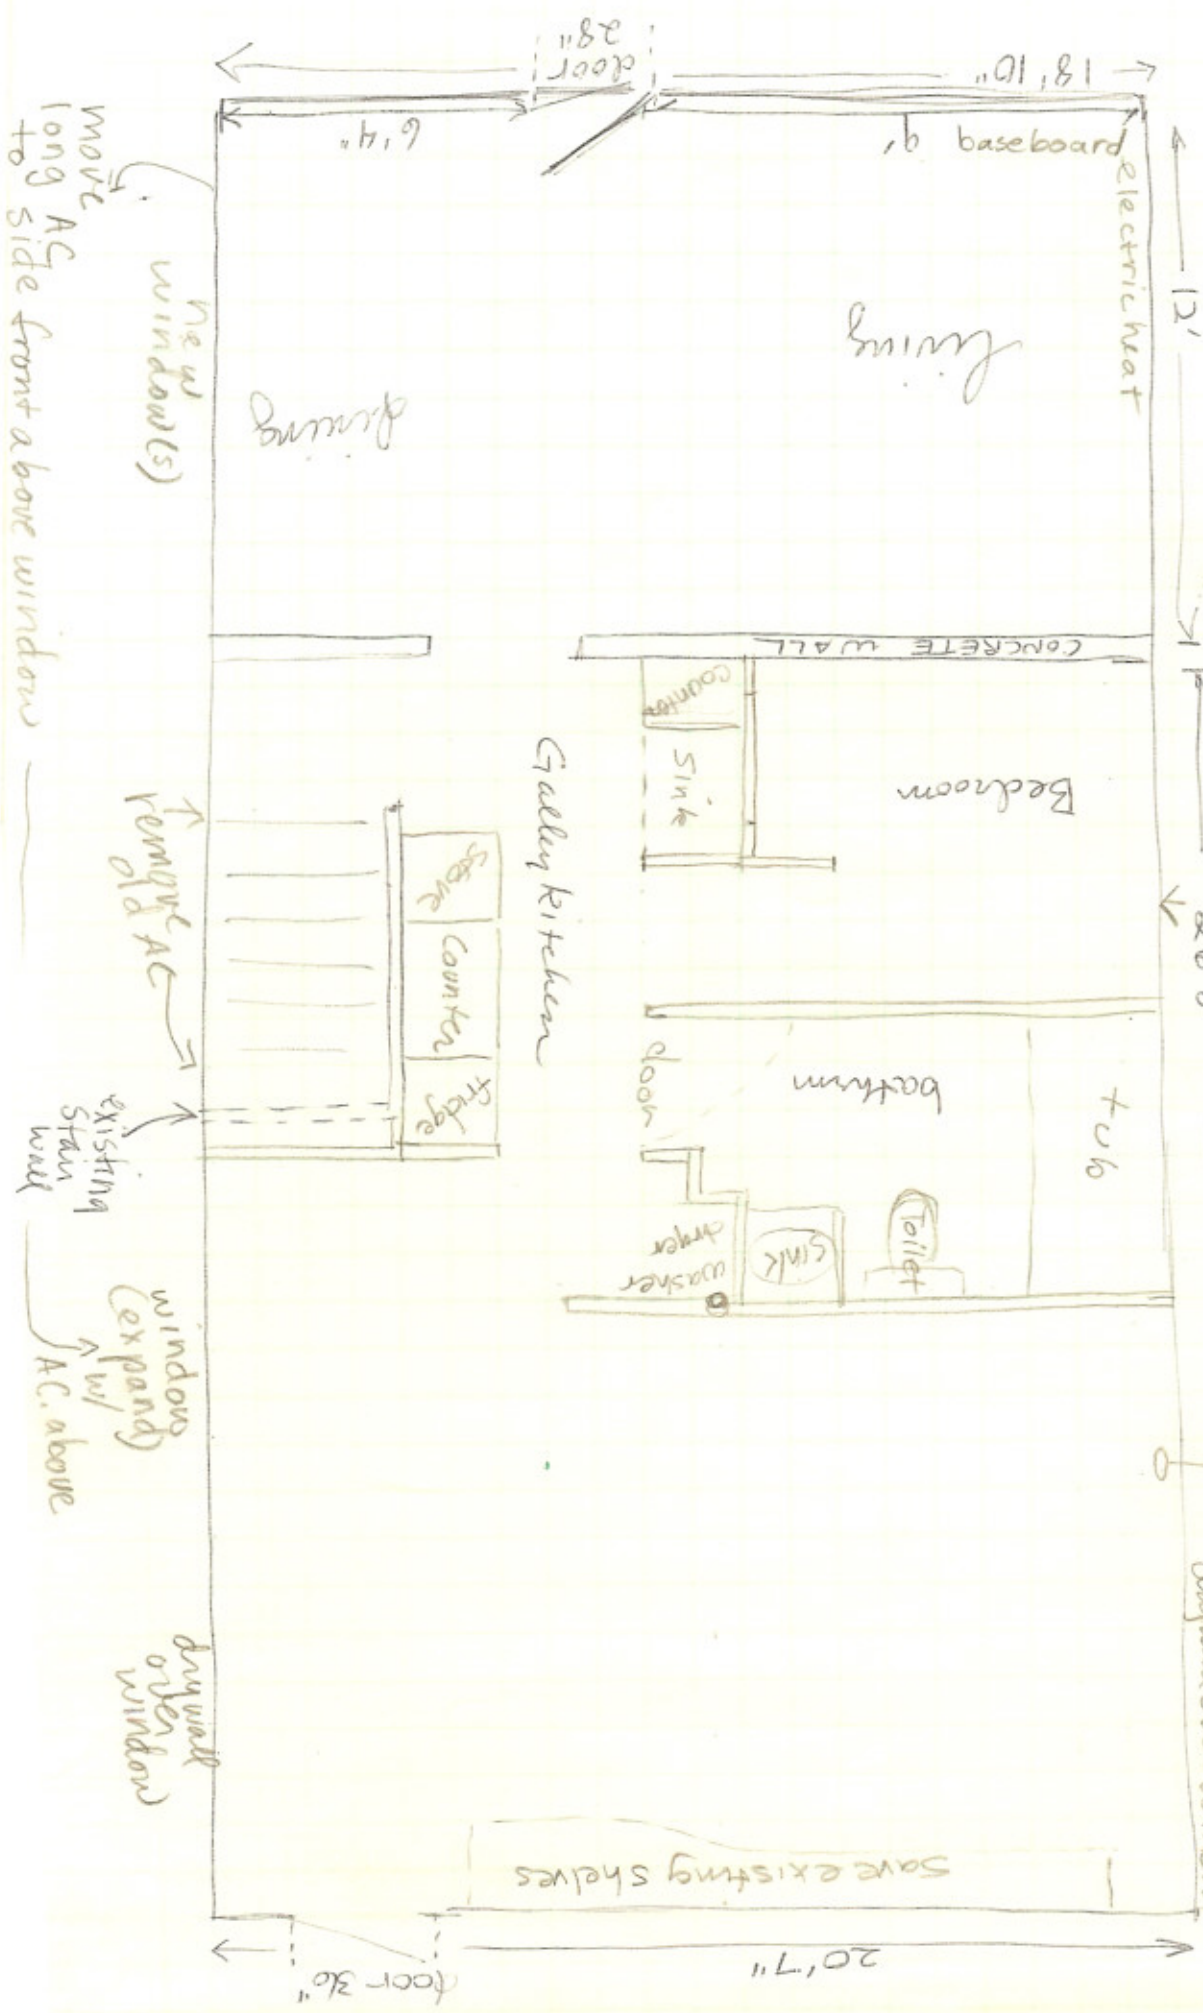 18'10"
door
28"
6'4"
9' baseboard
electric heat
12'
living
dining
new
window(s)
move
long AC
to side front above window
CONCRETE WALL
counter
sink
Bedroom
Galley kitchen
stove
Counter
fridge
remove
old AC
existing
stair
wall
door
bathrm
tub
Toilet
sink
washer
dryer
window
(expand)
^ w/
A.C. above
drywall
over
window
save existing shelves
door 36"
20'7"